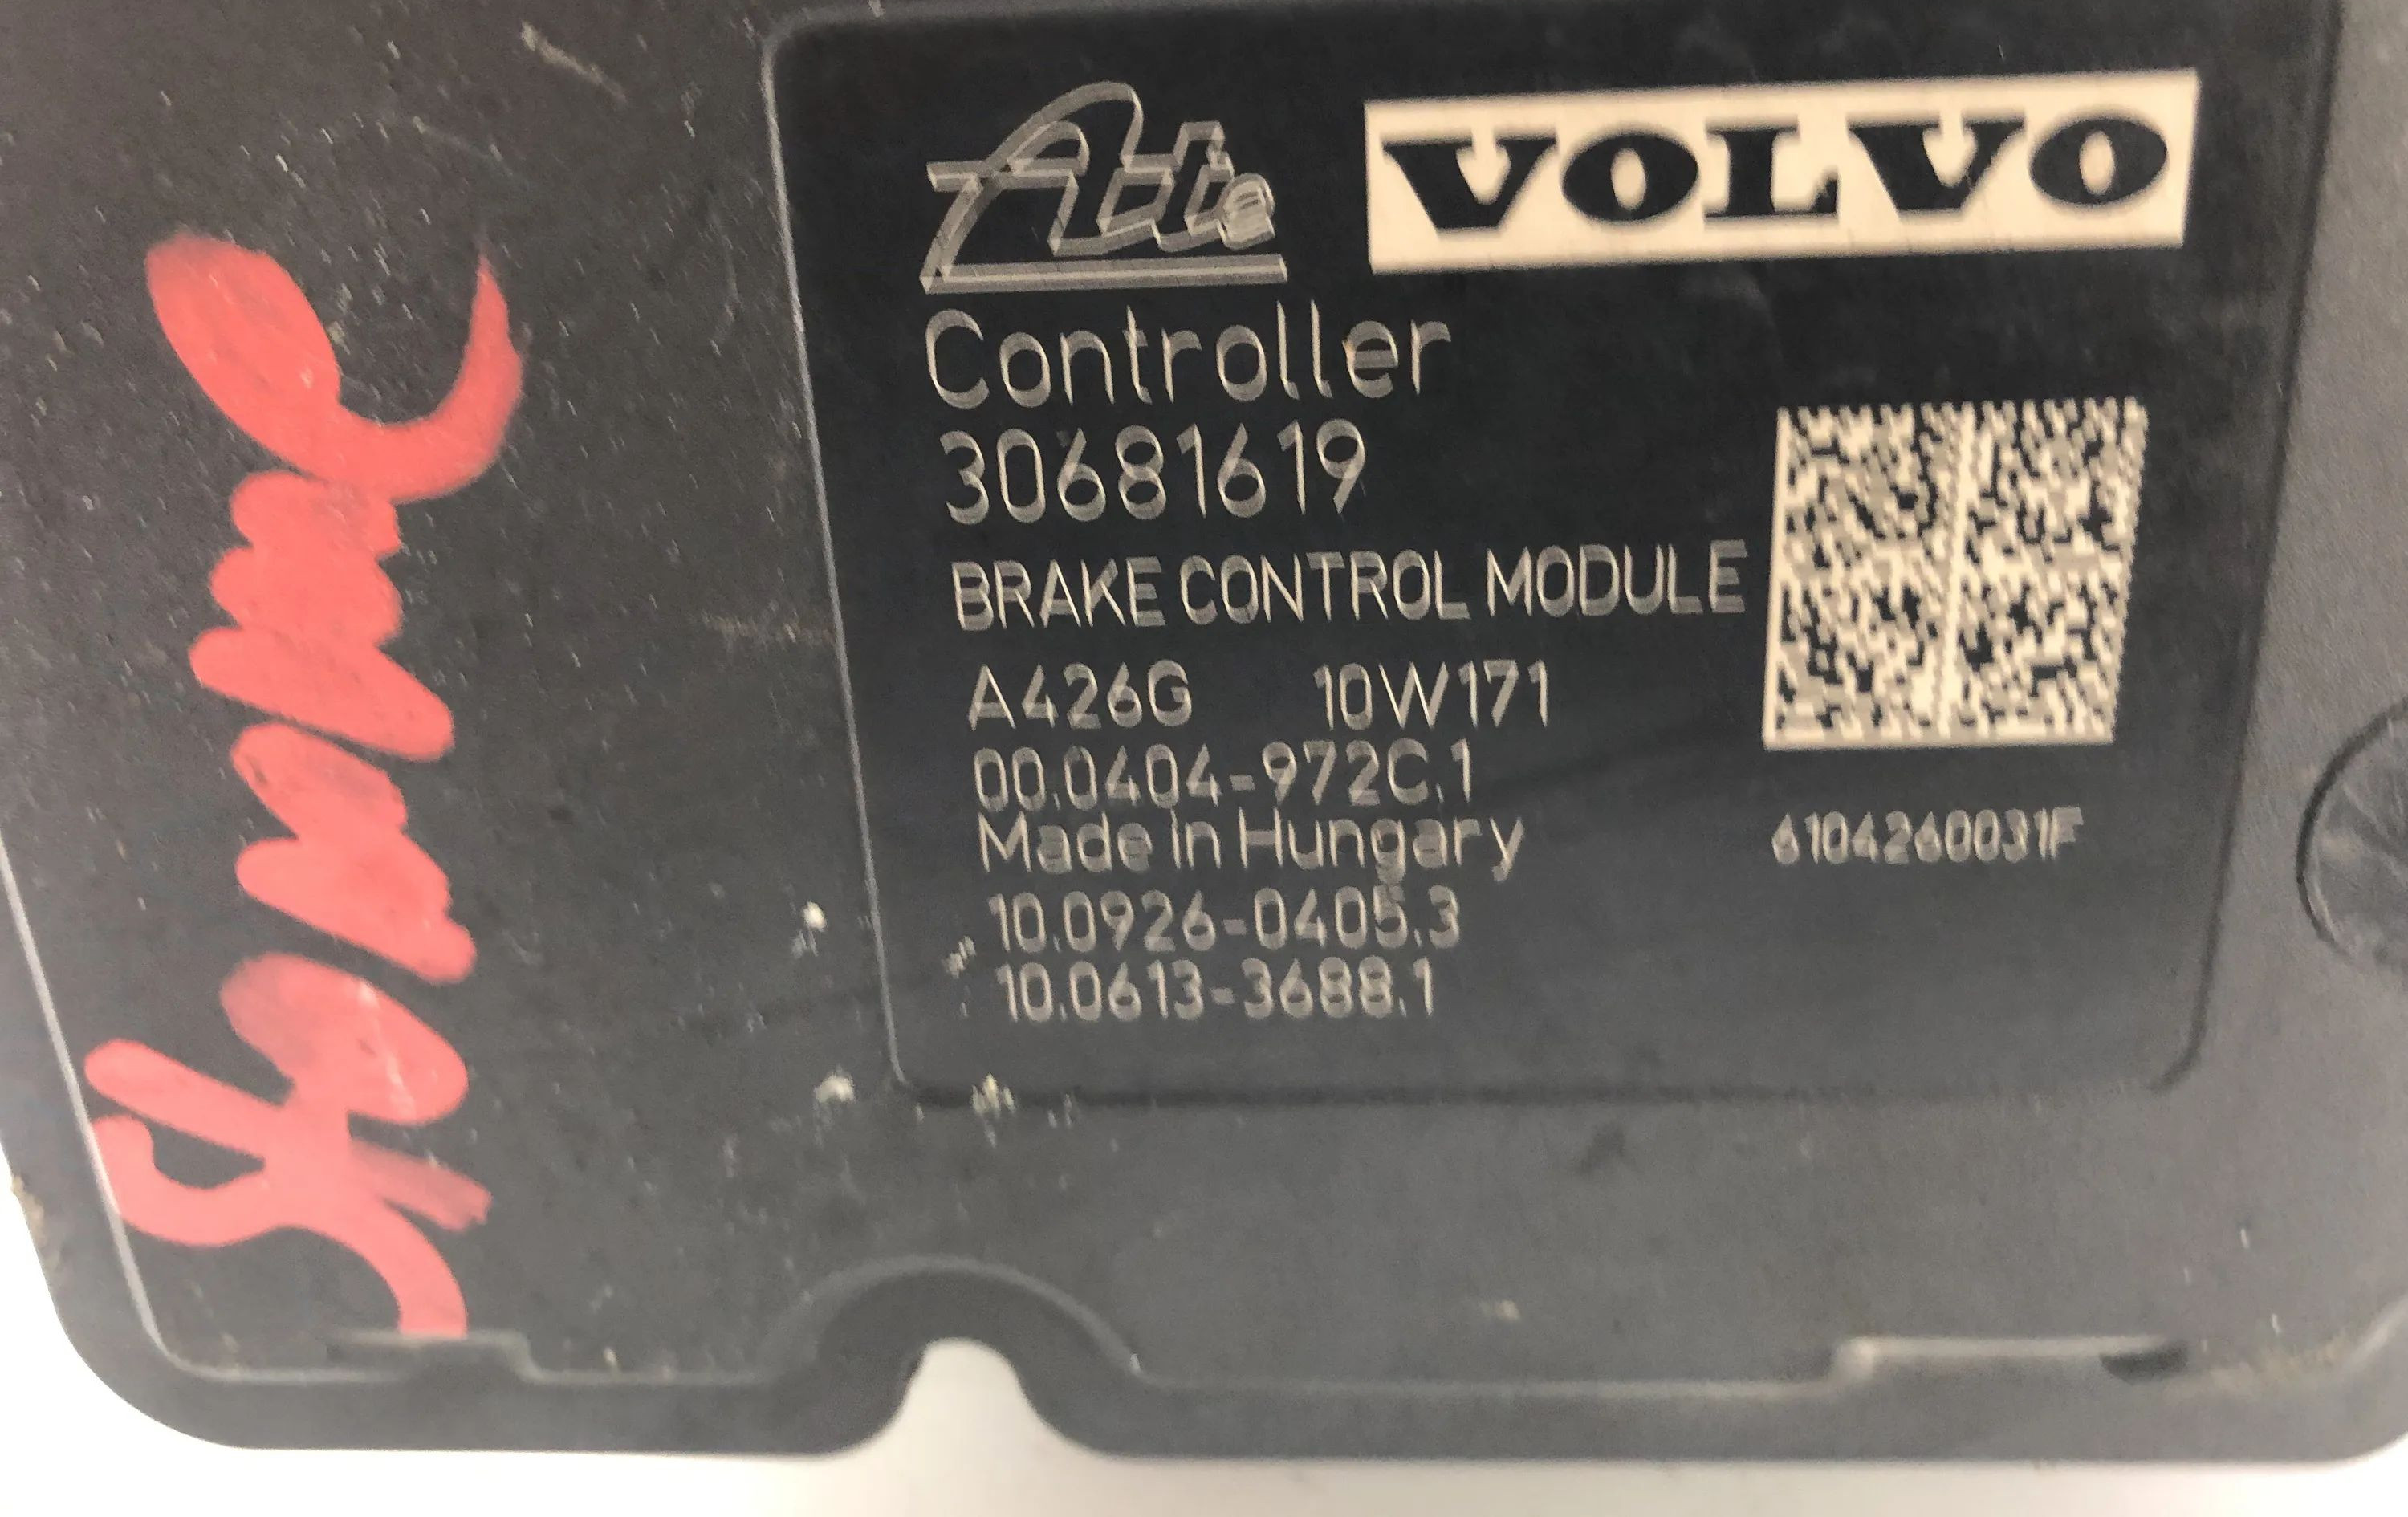 Ate VOLVO
Controller
30681619
BRAKE CONTROL MODULE
A426G 10W171
00.0404-972C.1
Made in Hungary
6104260031F
10.0926-0405.3
10.0613-3688.1